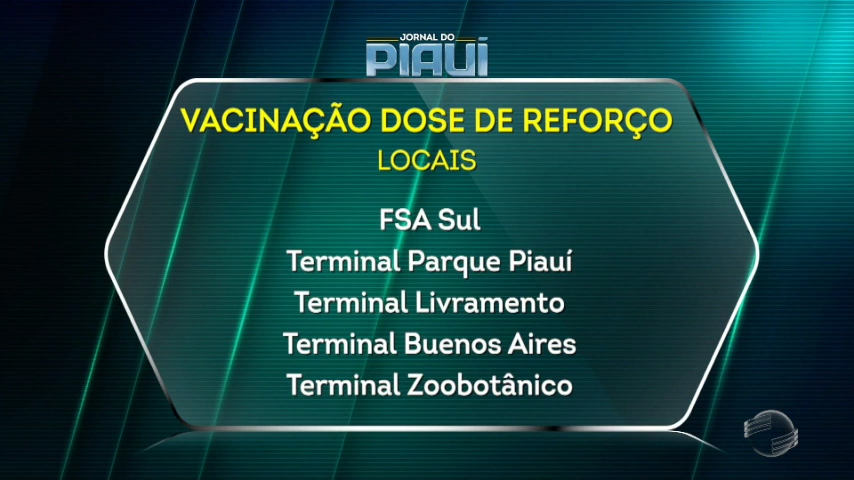 JORNAL DO
PIAUÍ
VACINAÇÃO DOSE DE REFORÇO
LOCAIS
FSA Sul
Terminal Parque Piauí
Terminal Livramento
Terminal Buenos Aires
Terminal Zoobotânico